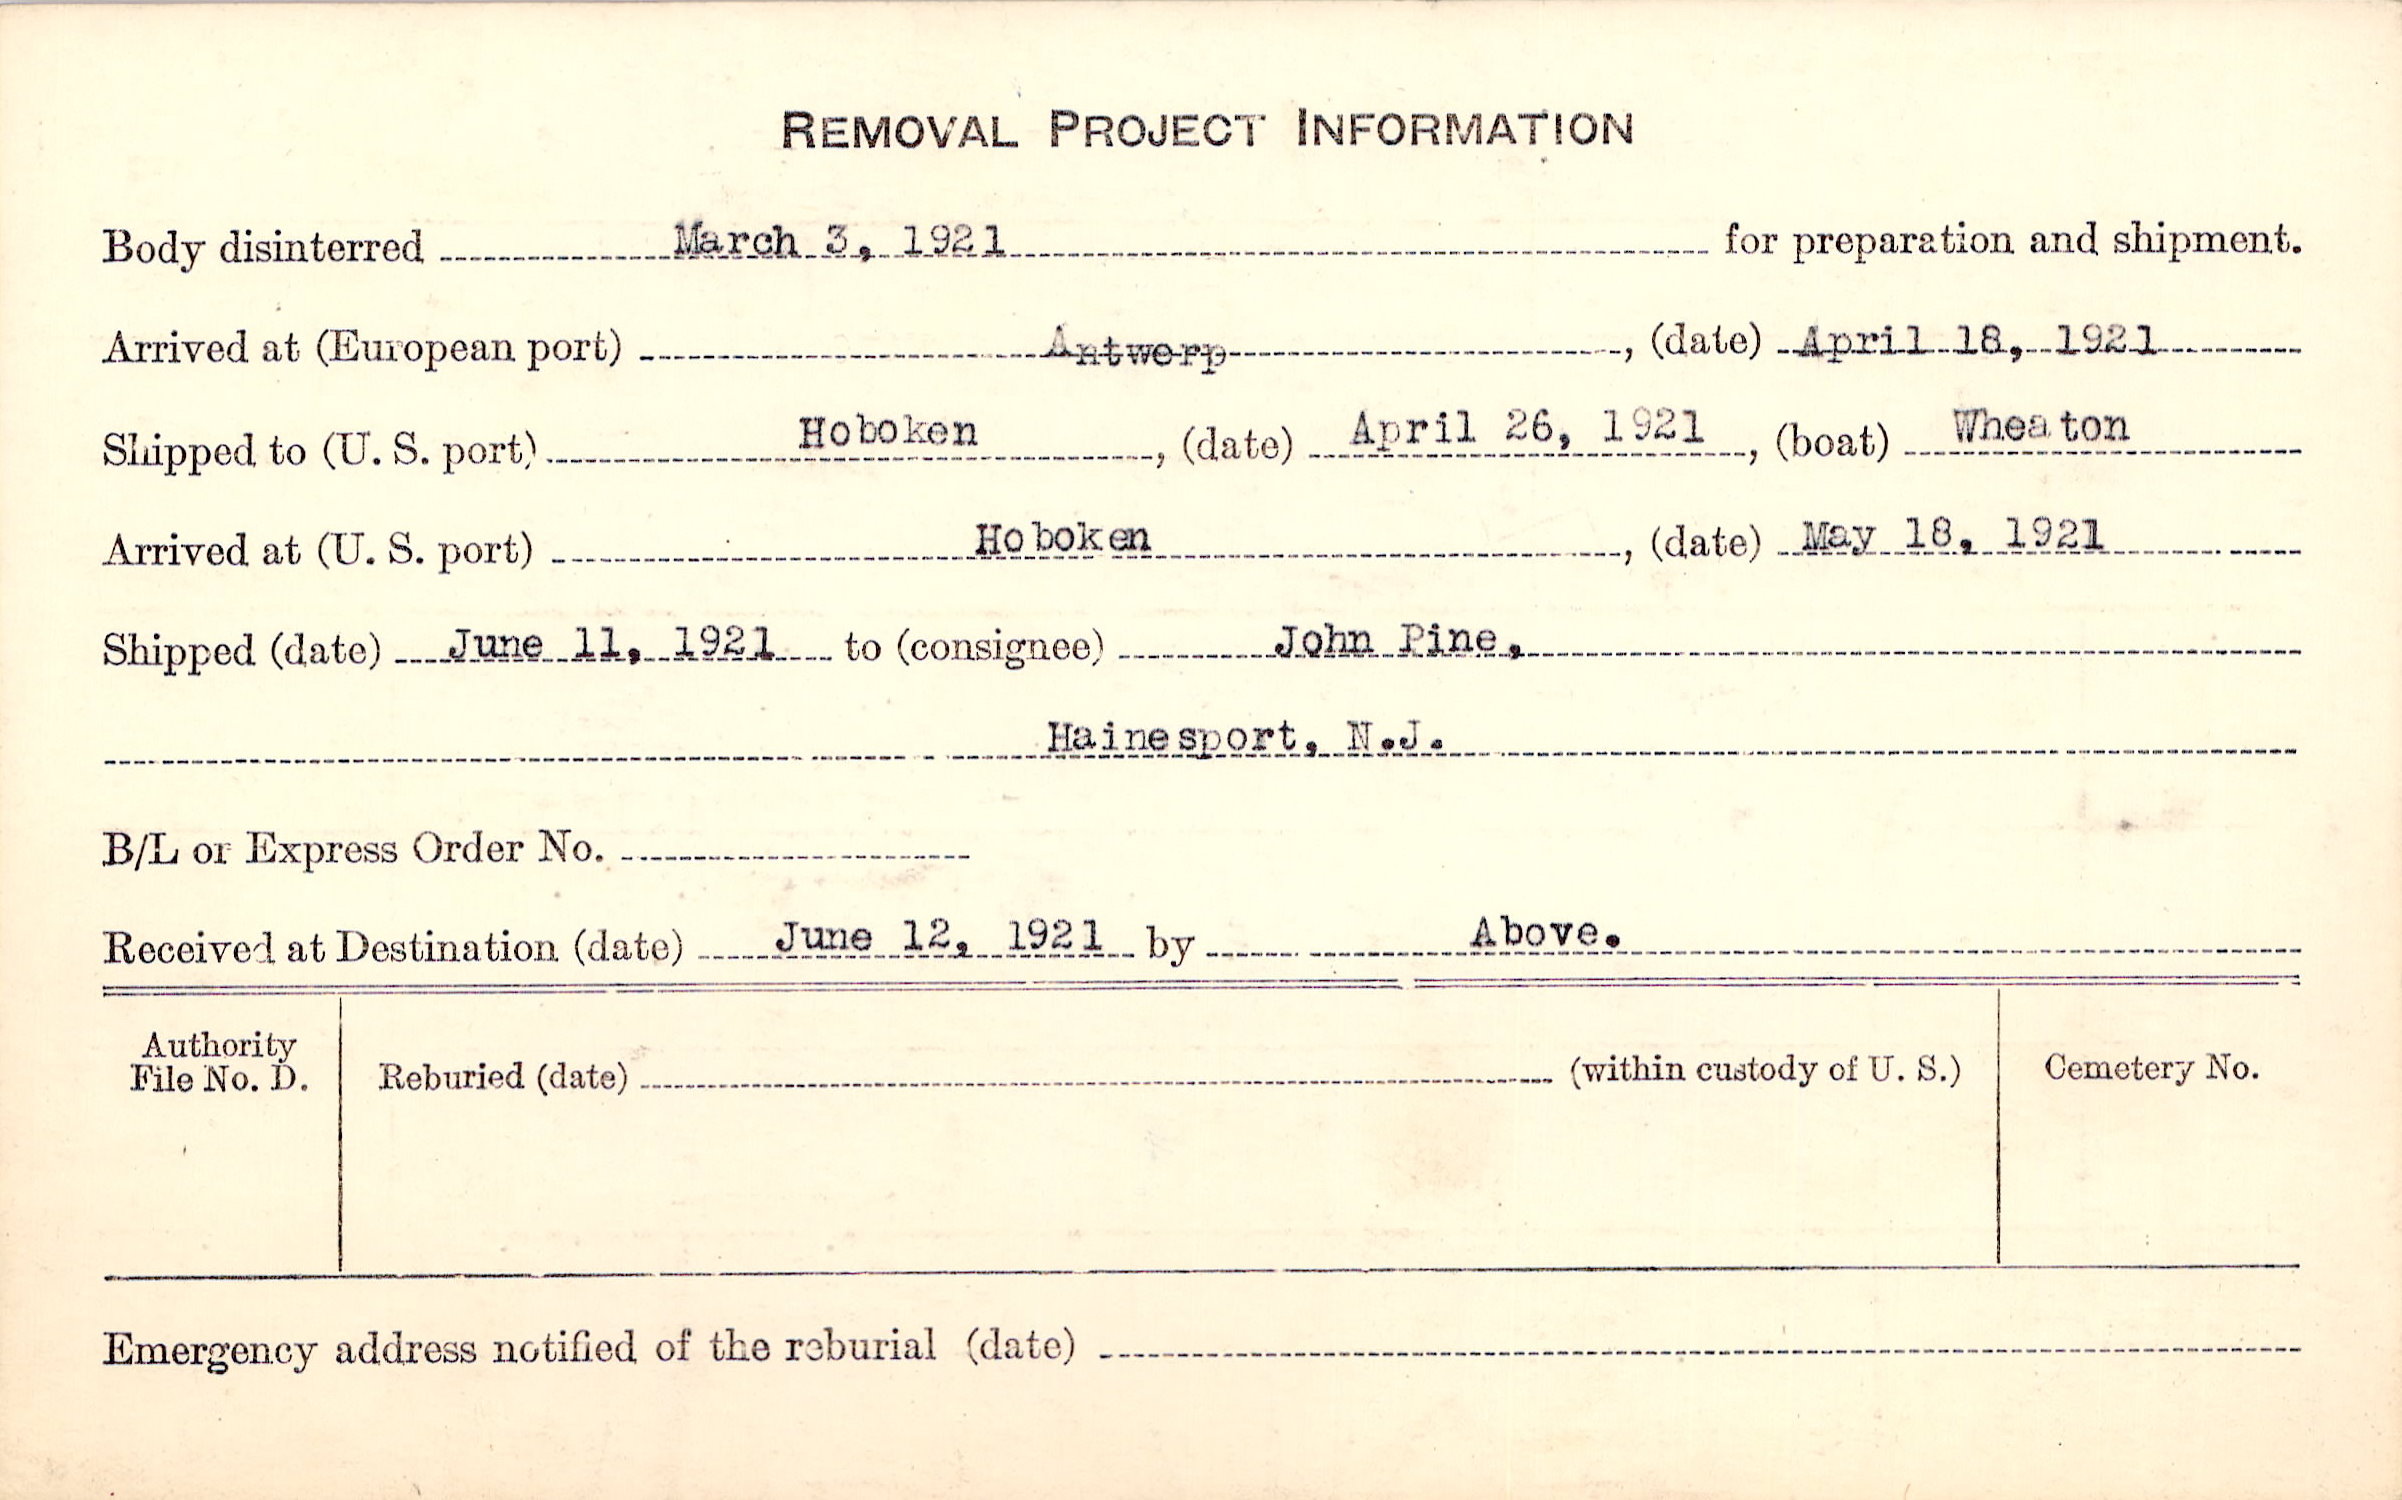 REMOVAL PROJECT INFORMATION
Body disinterred March 3, 1921 for preparation and shipment.
Arrived at (European port) Antwerp, (date) April 18, 1921
Shipped to (U. S. port) Hoboken, (date) April 26, 1921, (boat) Wheaton
Arrived at (U. S. port) Hoboken, (date) May 18, 1921
Shipped (date) June 11, 1921 to (consignee) John Pine,
Hainesport, N.J.
B/L or Express Order No.
Received at Destination (date) June 12, 1921 by Above.
Authority
File No. D.
Reburied (date) (within custody of U. S.)
Cemetery No.
Emergency address notified of the reburial (date)